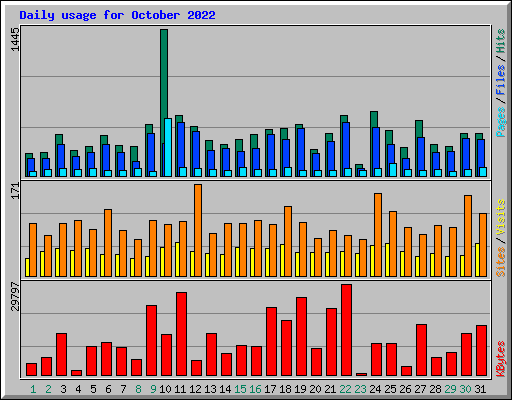 Daily usage for October 2022
1445
Pages / Files / Hits
171
Sites / Visits
29797
KBytes
1 2 3 4 5 6 7 8 9 10 11 12 13 14 15 16 17 18 19 20 21 22 23 24 25 26 27 28 29 30 31